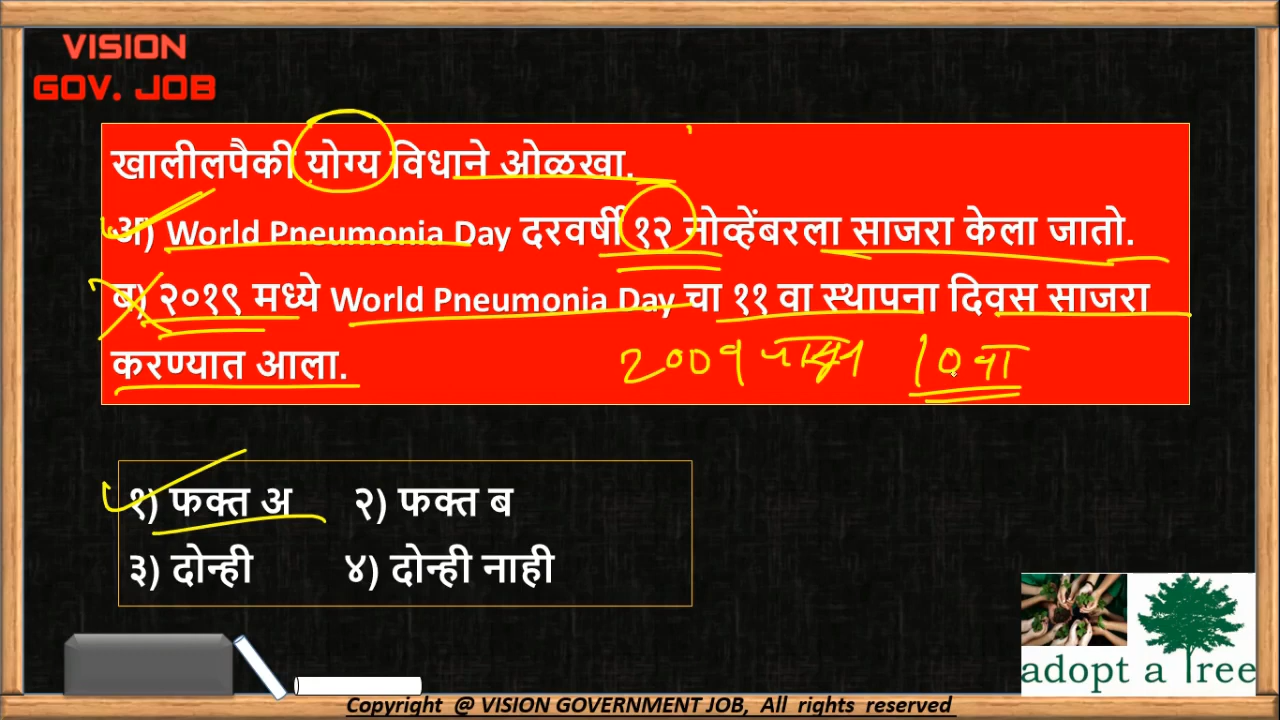 VISION
GOV. JOB
खालीलपैकी योग्य विधाने ओळखा.
अ) World Pneumonia Day दरवर्षी १२ नोव्हेंबरला साजरा केला जातो.
ब) २०१९ मध्ये World Pneumonia Day चा ११ वा स्थापना दिवस साजरा
करण्यात आला.
2009 पासून 10 वा
१) फक्त अ २) फक्त ब
३) दोन्ही ४) दोन्ही नाही
adopt a Tree
Copyright @ VISION GOVERNMENT JOB, All rights reserved